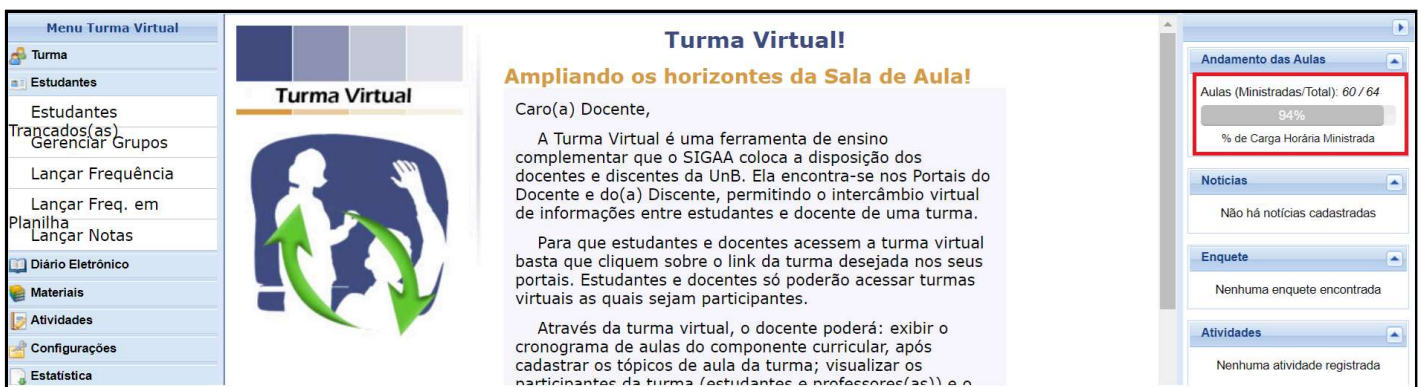 Menu Turma Virtual
Turma
Estudantes
Estudantes
Trancados(as)
Gerenciar Grupos
Lançar Frequência
Lançar Freq. em
Planilha
Lançar Notas
Diário Eletrônico
Materiais
Atividades
Configurações
Estatística
Turma Virtual
Turma Virtual!
Ampliando os horizontes da Sala de Aula!
Caro(a) Docente,
A Turma Virtual é uma ferramenta de ensino
complementar que o SIGAA coloca a disposição dos
docentes e discentes da UnB. Ela encontra-se nos Portais do
Docente e do(a) Discente, permitindo o intercâmbio virtual
de informações entre estudantes e docente de uma turma.
Para que estudantes e docentes acessem a turma virtual
basta que cliquem sobre o link da turma desejada nos seus
portais. Estudantes e docentes só poderão acessar turmas
virtuais as quais sejam participantes.
Através da turma virtual, o docente poderá: exibir o
cronograma de aulas do componente curricular, após
cadastrar os tópicos de aula da turma; visualizar os
participantes da turma (estudantes e professores(as)) e o
Andamento das Aulas
Aulas (Ministradas/Total): 60 / 64
94%
% de Carga Horária Ministrada
Notícias
Não há notícias cadastradas
Enquete
Nenhuma enquete encontrada
Atividades
Nenhuma atividade registrada